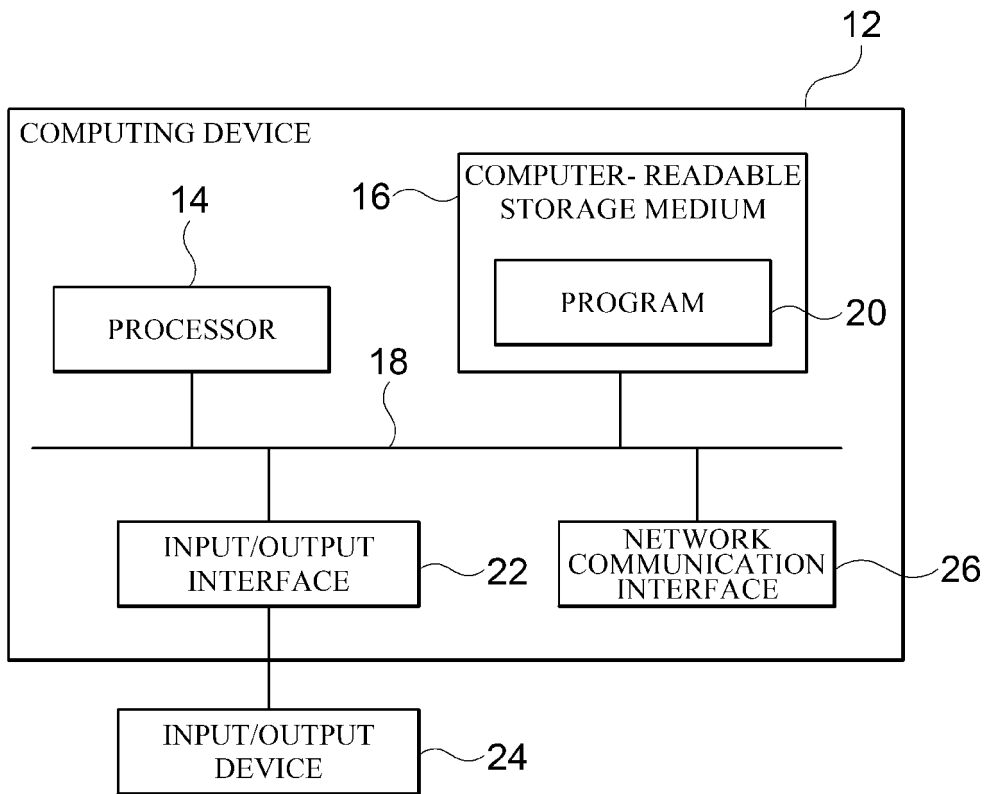 12
COMPUTING DEVICE
14
PROCESSOR
16
COMPUTER- READABLE
STORAGE MEDIUM
PROGRAM
20
18
INPUT/OUTPUT
INTERFACE
22
NETWORK
COMMUNICATION
INTERFACE
26
INPUT/OUTPUT
DEVICE
24